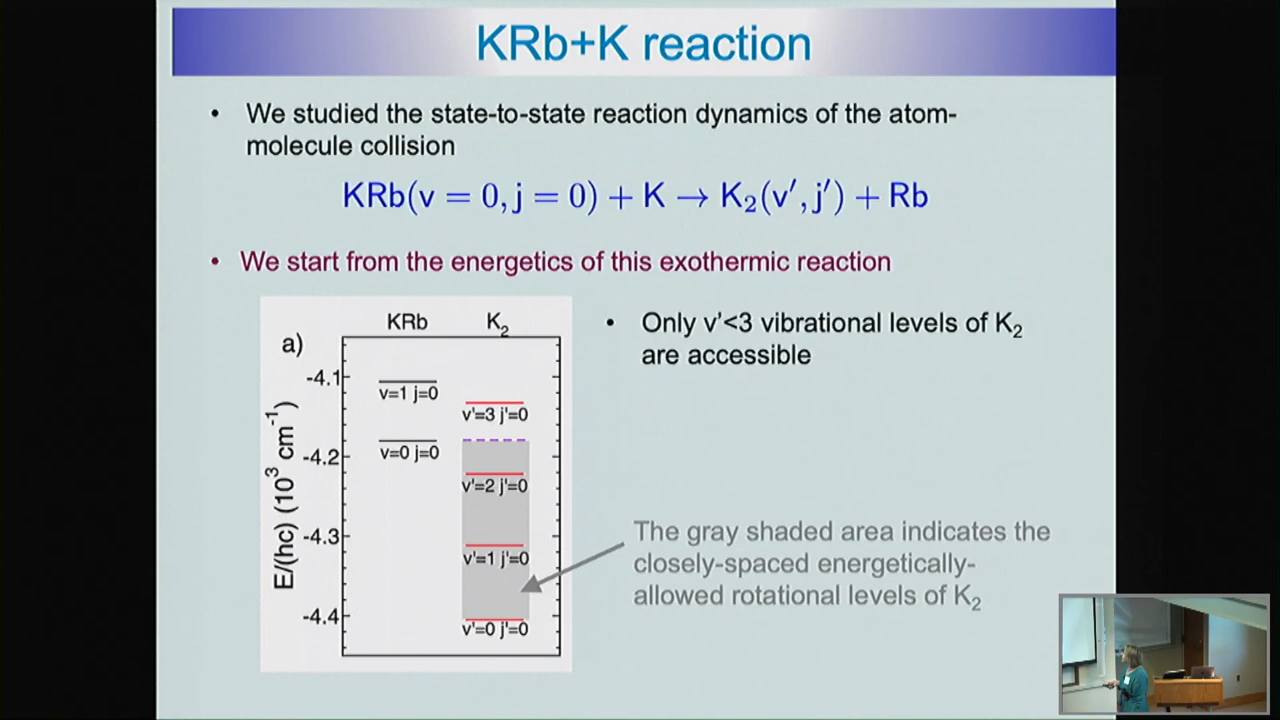 KRb+K reaction
• We studied the state-to-state reaction dynamics of the atom-
molecule collision
KRb(v = 0, j = 0) + K → K₂(v′, j′) + Rb
• We start from the energetics of this exothermic reaction
KRb K₂
a)
-4.1
v=1 j=0
v'=3 j'=0
-4.2
v=0 j=0
v'=2 j'=0
-4.3
v'=1 j'=0
-4.4
v'=0 j'=0
E/(hc) (10³ cm⁻¹)
• Only v'<3 vibrational levels of K₂
are accessible
The gray shaded area indicates the
closely-spaced energetically-
allowed rotational levels of K₂